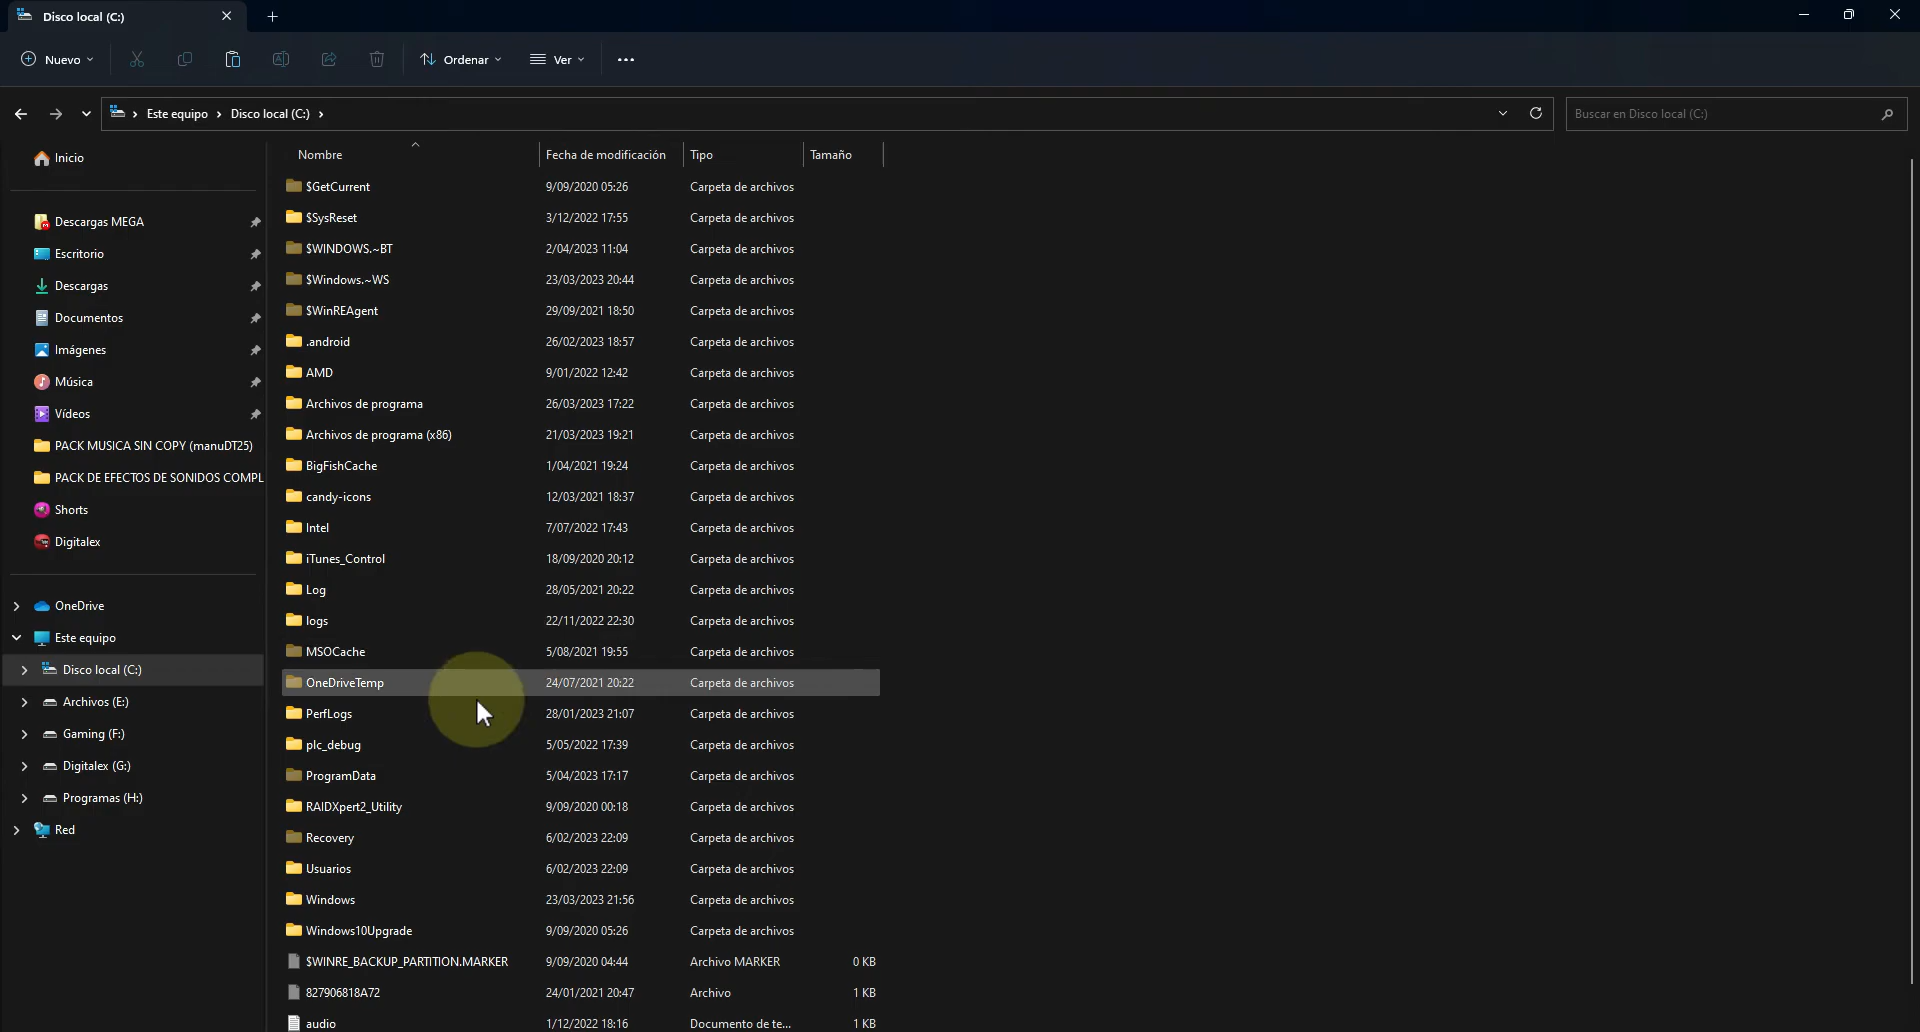 Disco local (C:)
Nuevo
Ordenar
Ver
Este equipo
Disco local (C:)
Buscar en Disco local (C:)
Inicio
Descargas MEGA
Escritorio
Descargas
Documentos
Imágenes
Música
Vídeos
PACK MUSICA SIN COPY (manuDT25)
PACK DE EFECTOS DE SONIDOS COMPL
Shorts
Digitalex
OneDrive
Este equipo
Disco local (C:)
Archivos (E:)
Gaming (F:)
Digitalex (G:)
Programas (H:)
Red
Nombre Fecha de modificación Tipo Tamaño
$GetCurrent 9/09/2020 05:26 Carpeta de archivos
$SysReset 3/12/2022 17:55 Carpeta de archivos
$WINDOWS.~BT 2/04/2023 11:04 Carpeta de archivos
$Windows.~WS 23/03/2023 20:44 Carpeta de archivos
$WinREAgent 29/09/2021 18:50 Carpeta de archivos
.android 26/02/2023 18:57 Carpeta de archivos
AMD 9/01/2022 12:42 Carpeta de archivos
Archivos de programa 26/03/2023 17:22 Carpeta de archivos
Archivos de programa (x86) 21/03/2023 19:21 Carpeta de archivos
BigFishCache 1/04/2021 19:24 Carpeta de archivos
candy-icons 12/03/2021 18:37 Carpeta de archivos
Intel 7/07/2022 17:43 Carpeta de archivos
iTunes_Control 18/09/2020 20:12 Carpeta de archivos
Log 28/05/2021 20:22 Carpeta de archivos
logs 22/11/2022 22:30 Carpeta de archivos
MSOCache 5/08/2021 19:55 Carpeta de archivos
OneDriveTemp 24/07/2021 20:22 Carpeta de archivos
PerfLogs 28/01/2023 21:07 Carpeta de archivos
plc_debug 5/05/2022 17:39 Carpeta de archivos
ProgramData 5/04/2023 17:17 Carpeta de archivos
RAIDXpert2_Utility 9/09/2020 00:18 Carpeta de archivos
Recovery 6/02/2023 22:09 Carpeta de archivos
Usuarios 6/02/2023 22:09 Carpeta de archivos
Windows 23/03/2023 21:56 Carpeta de archivos
Windows10Upgrade 9/09/2020 05:26 Carpeta de archivos
$WINRE_BACKUP_PARTITION.MARKER 9/09/2020 04:44 Archivo MARKER 0 KB
827906818A72 24/01/2021 20:47 Archivo 1 KB
audio 1/12/2022 18:16 Documento de te... 1 KB